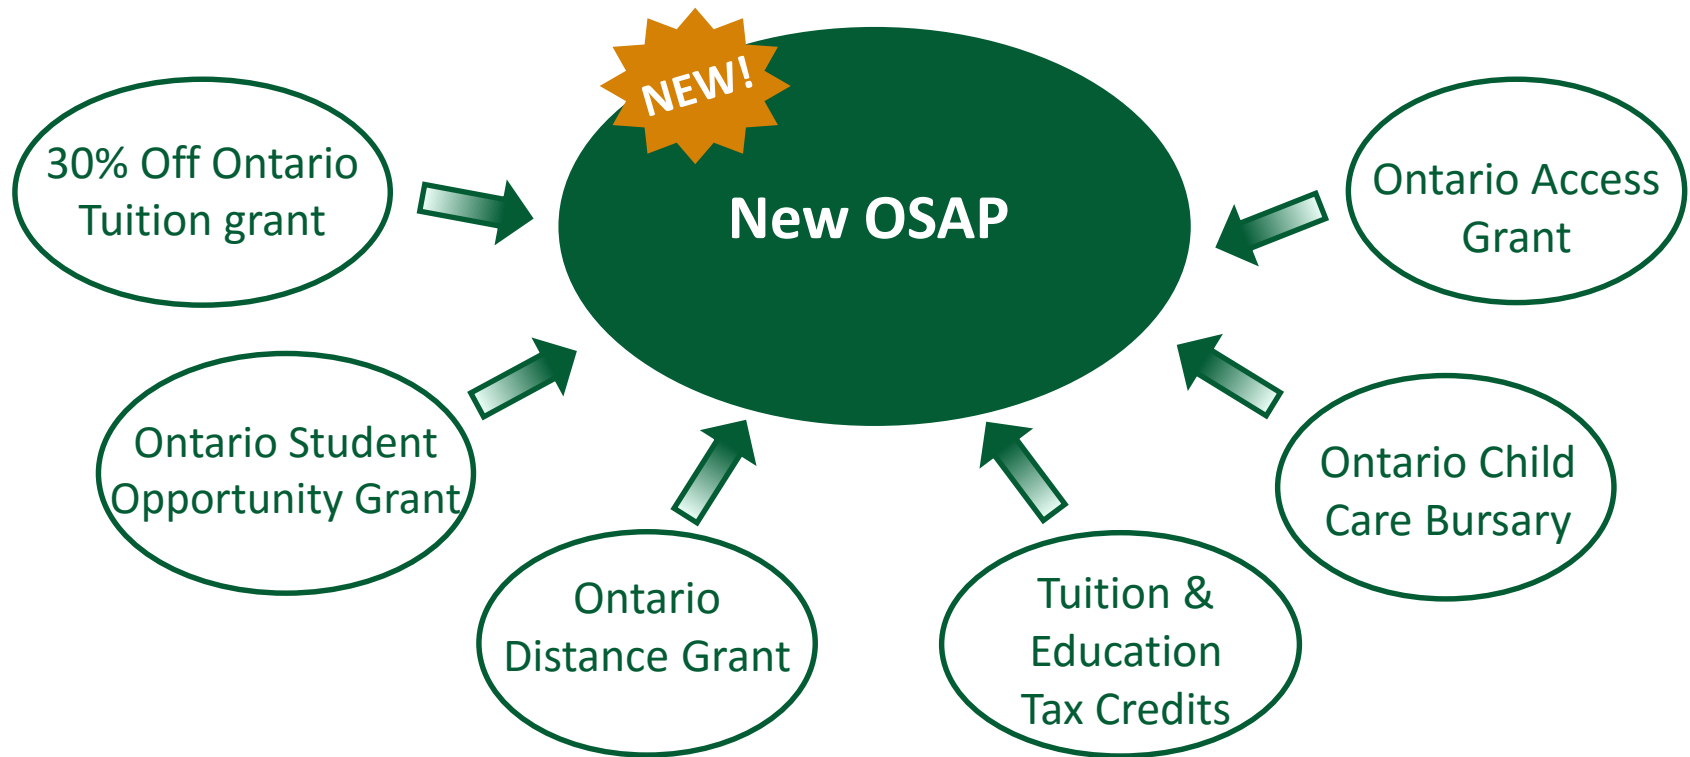 NEW!
New OSAP
30% Off Ontario
Tuition grant
Ontario Student
Opportunity Grant
Ontario
Distance Grant
Tuition &
Education
Tax Credits
Ontario Child
Care Bursary
Ontario Access
Grant